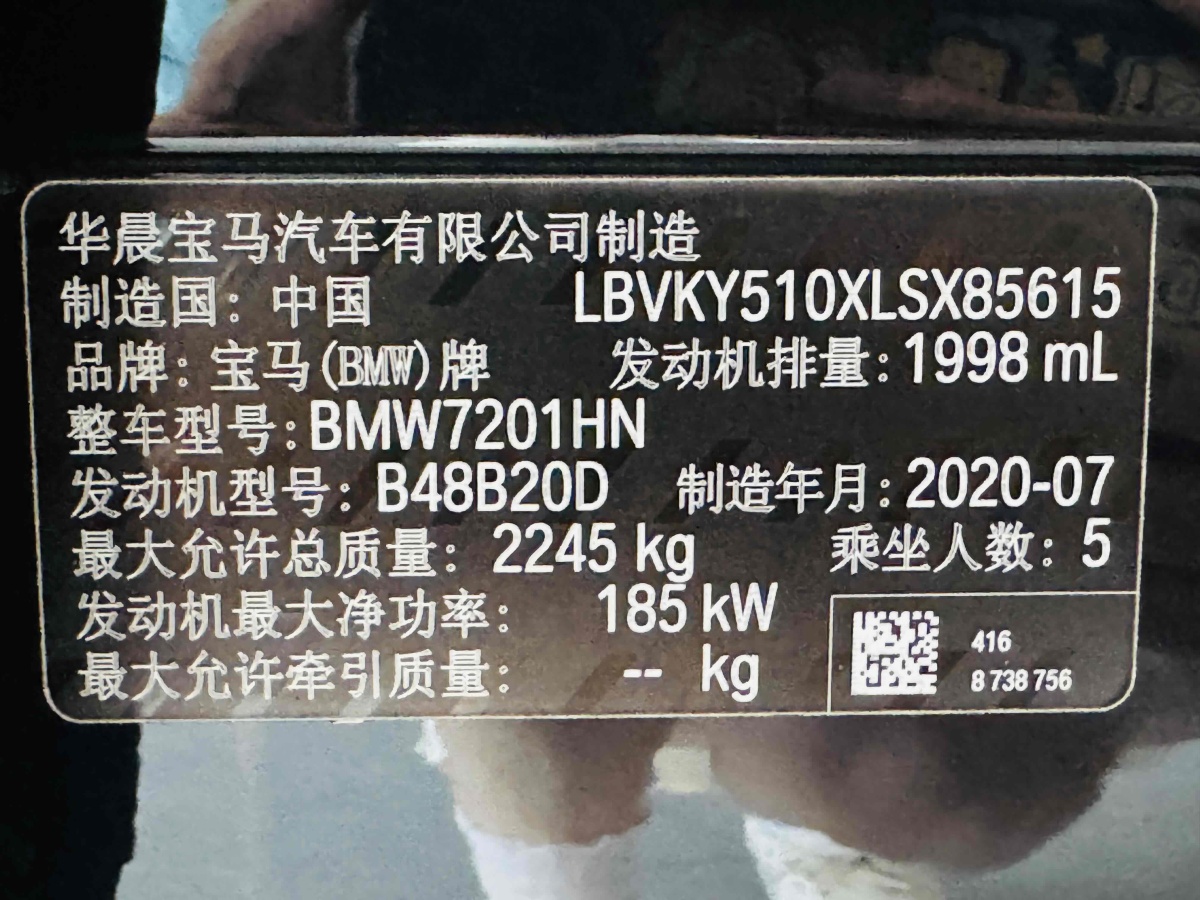 华晨宝马汽车有限公司制造
制造国：中国 LBVKY510XLSX85615
品牌：宝马(BMW)牌 发动机排量：1998 mL
整车型号：BMW7201HN
发动机型号：B48B20D 制造年月：2020-07
最大允许总质量：2245 kg 乘坐人数：5
发动机最大净功率：185 kW
最大允许牵引质量：-- kg
416
8 738 756